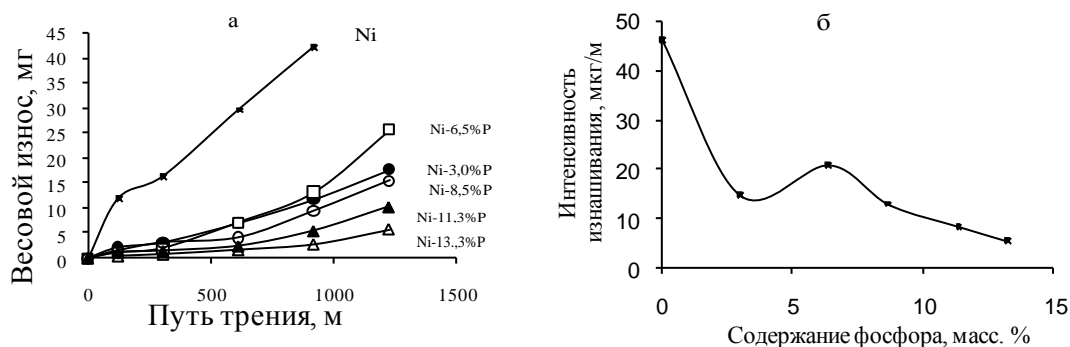 а
Ni
Весовой износ, мг
45
40
35
30
25
20
15
10
5
0
0
500
1000
1500
Путь трения, м
Ni-6,5%P
Ni-3,0%P
Ni-8,5%P
Ni-11,3%P
Ni-13,.3%P
б
Интенсивность
изнашивания, мкг/м
50
40
30
20
10
0
0
5
10
15
Содержание фосфора, масс. %